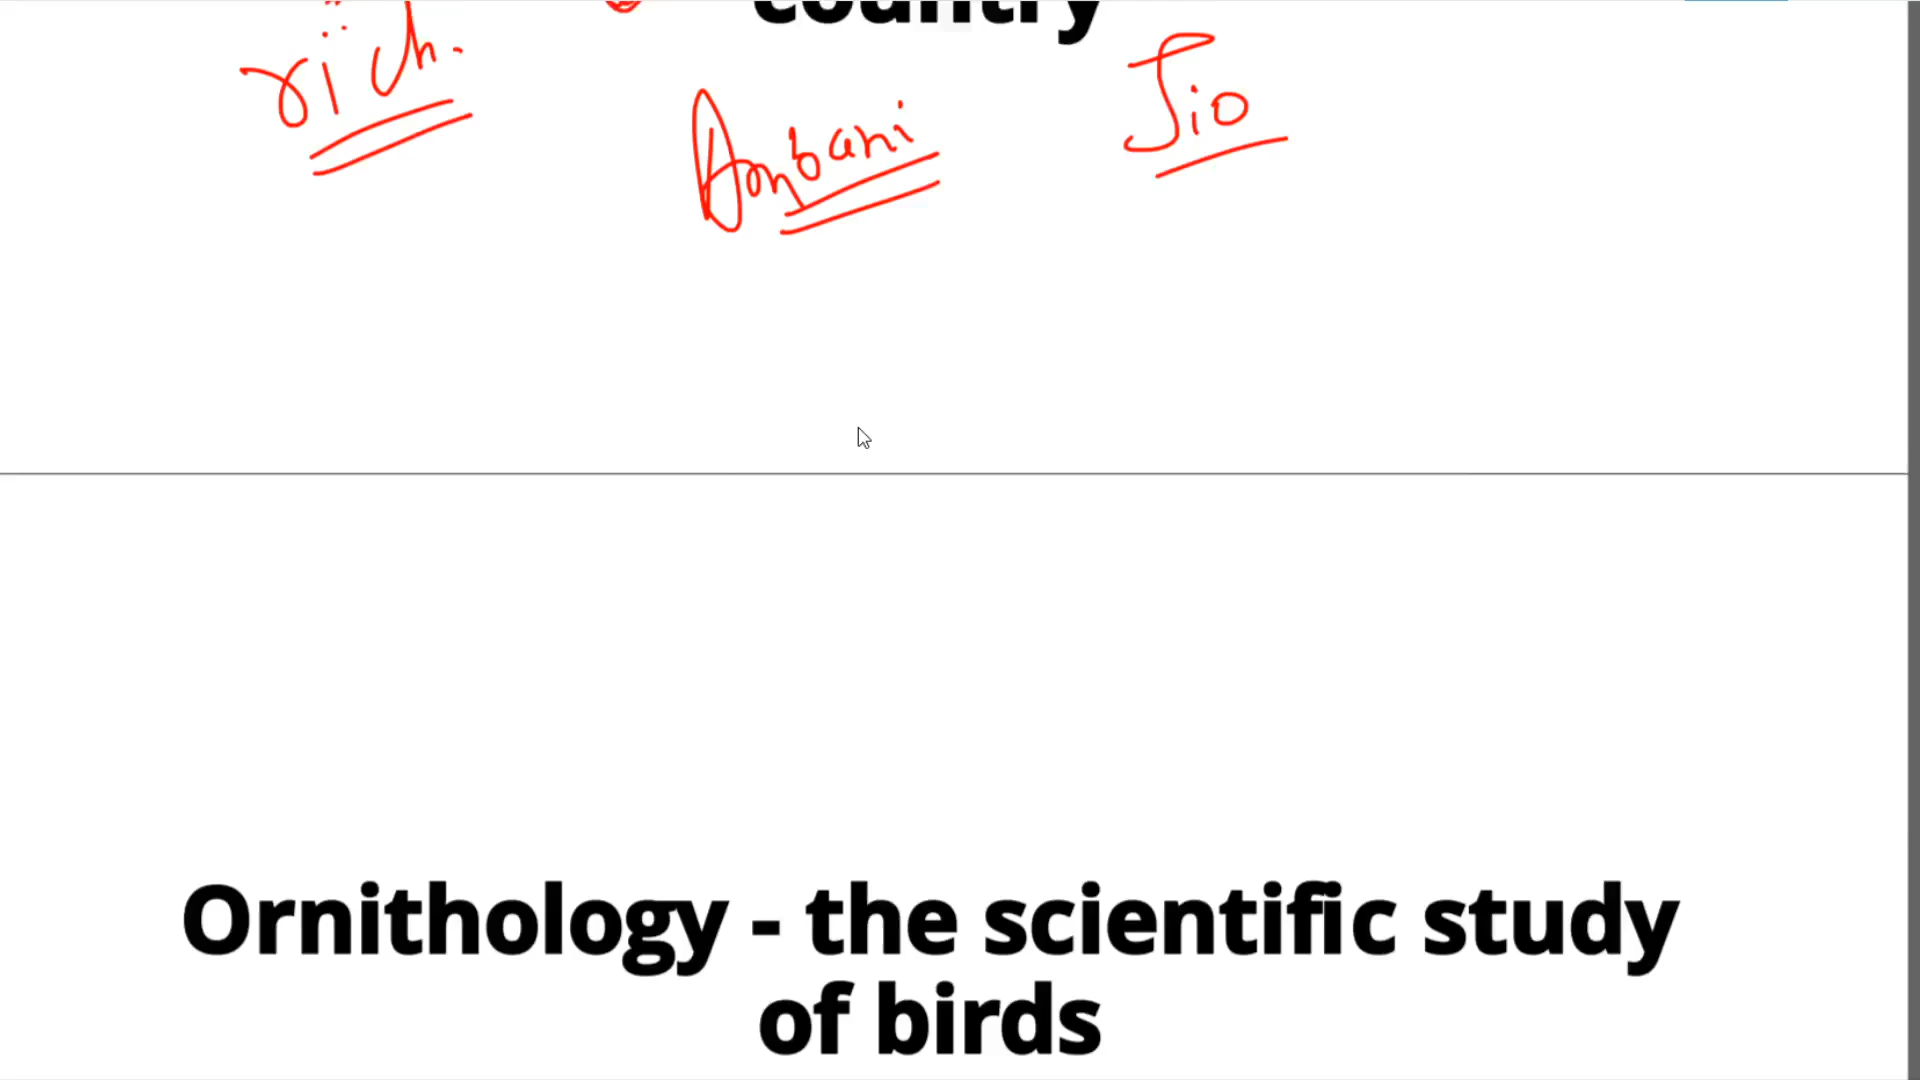 country
rich.
Ambani
Jio
Ornithology - the scientific study
of birds